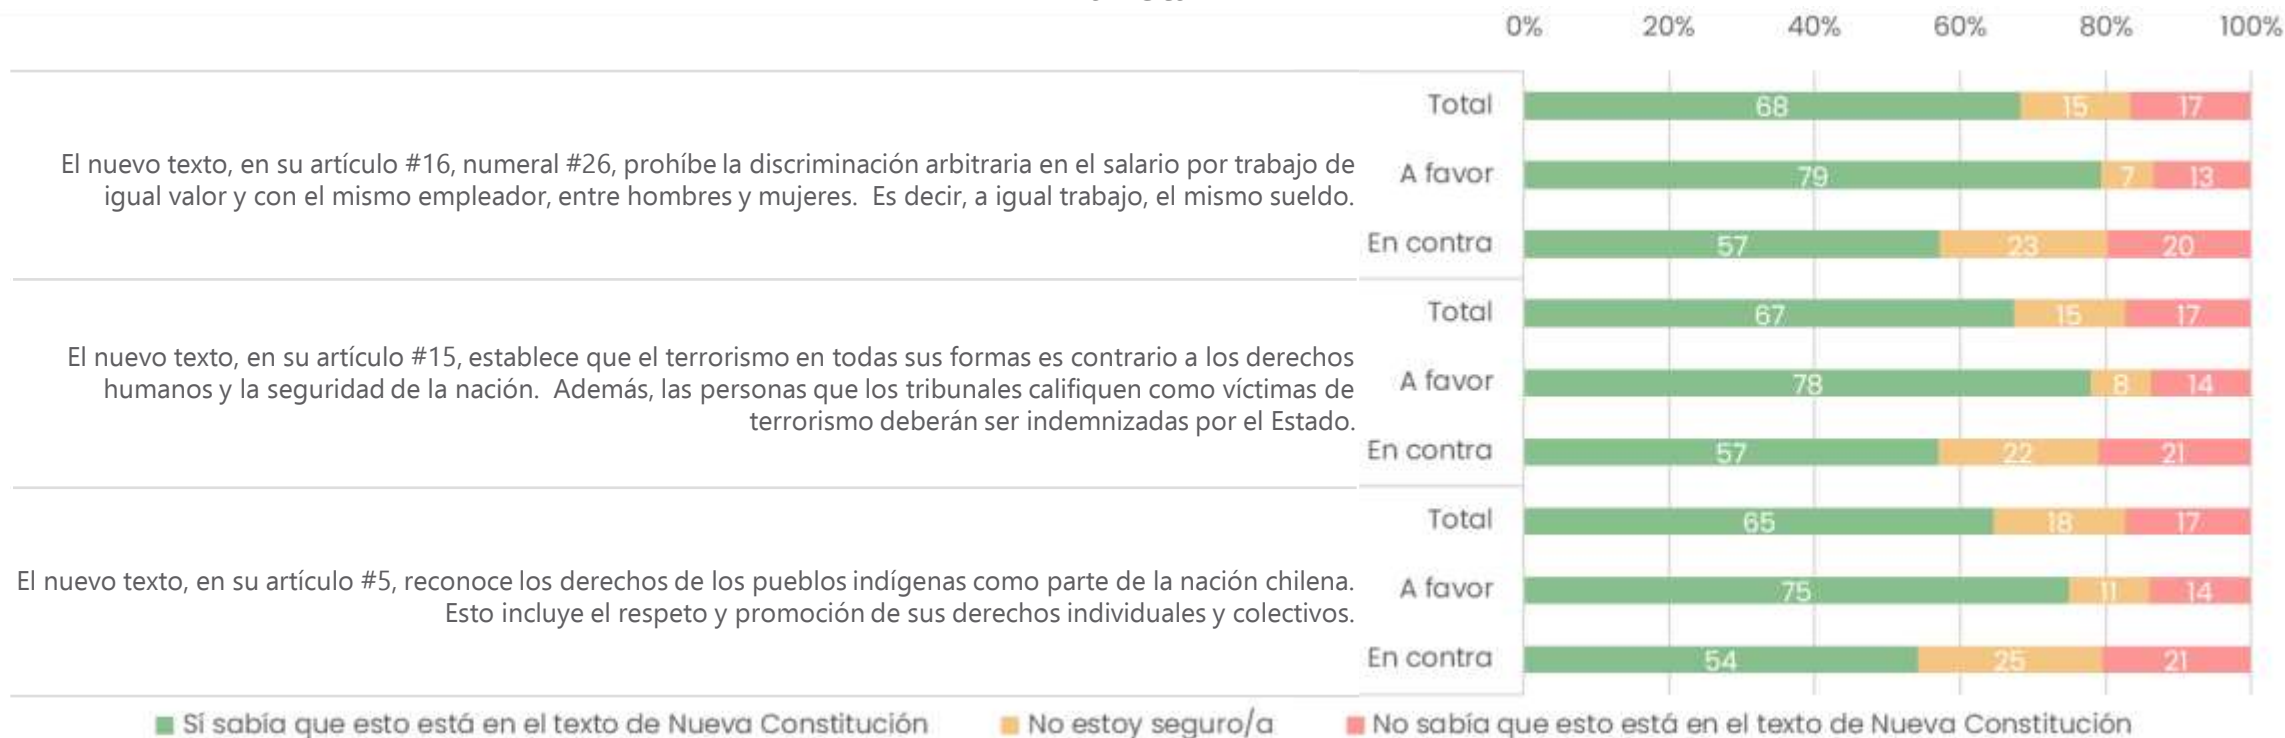 0% 20% 40% 60% 80% 100%
El nuevo texto, en su artículo #16, numeral #26, prohíbe la discriminación arbitraria en el salario por trabajo de
igual valor y con el mismo empleador, entre hombres y mujeres. Es decir, a igual trabajo, el mismo sueldo.
Total 68 15 17
A favor 79 7 13
En contra 57 23 20
El nuevo texto, en su artículo #15, establece que el terrorismo en todas sus formas es contrario a los derechos
humanos y la seguridad de la nación. Además, las personas que los tribunales califiquen como víctimas de
terrorismo deberán ser indemnizadas por el Estado.
Total 67 15 17
A favor 78 8 14
En contra 57 22 21
El nuevo texto, en su artículo #5, reconoce los derechos de los pueblos indígenas como parte de la nación chilena.
Esto incluye el respeto y promoción de sus derechos individuales y colectivos.
Total 65 18 17
A favor 75 11 14
En contra 54 25 21
Sí sabía que esto está en el texto de Nueva Constitución No estoy seguro/a No sabía que esto está en el texto de Nueva Constitución